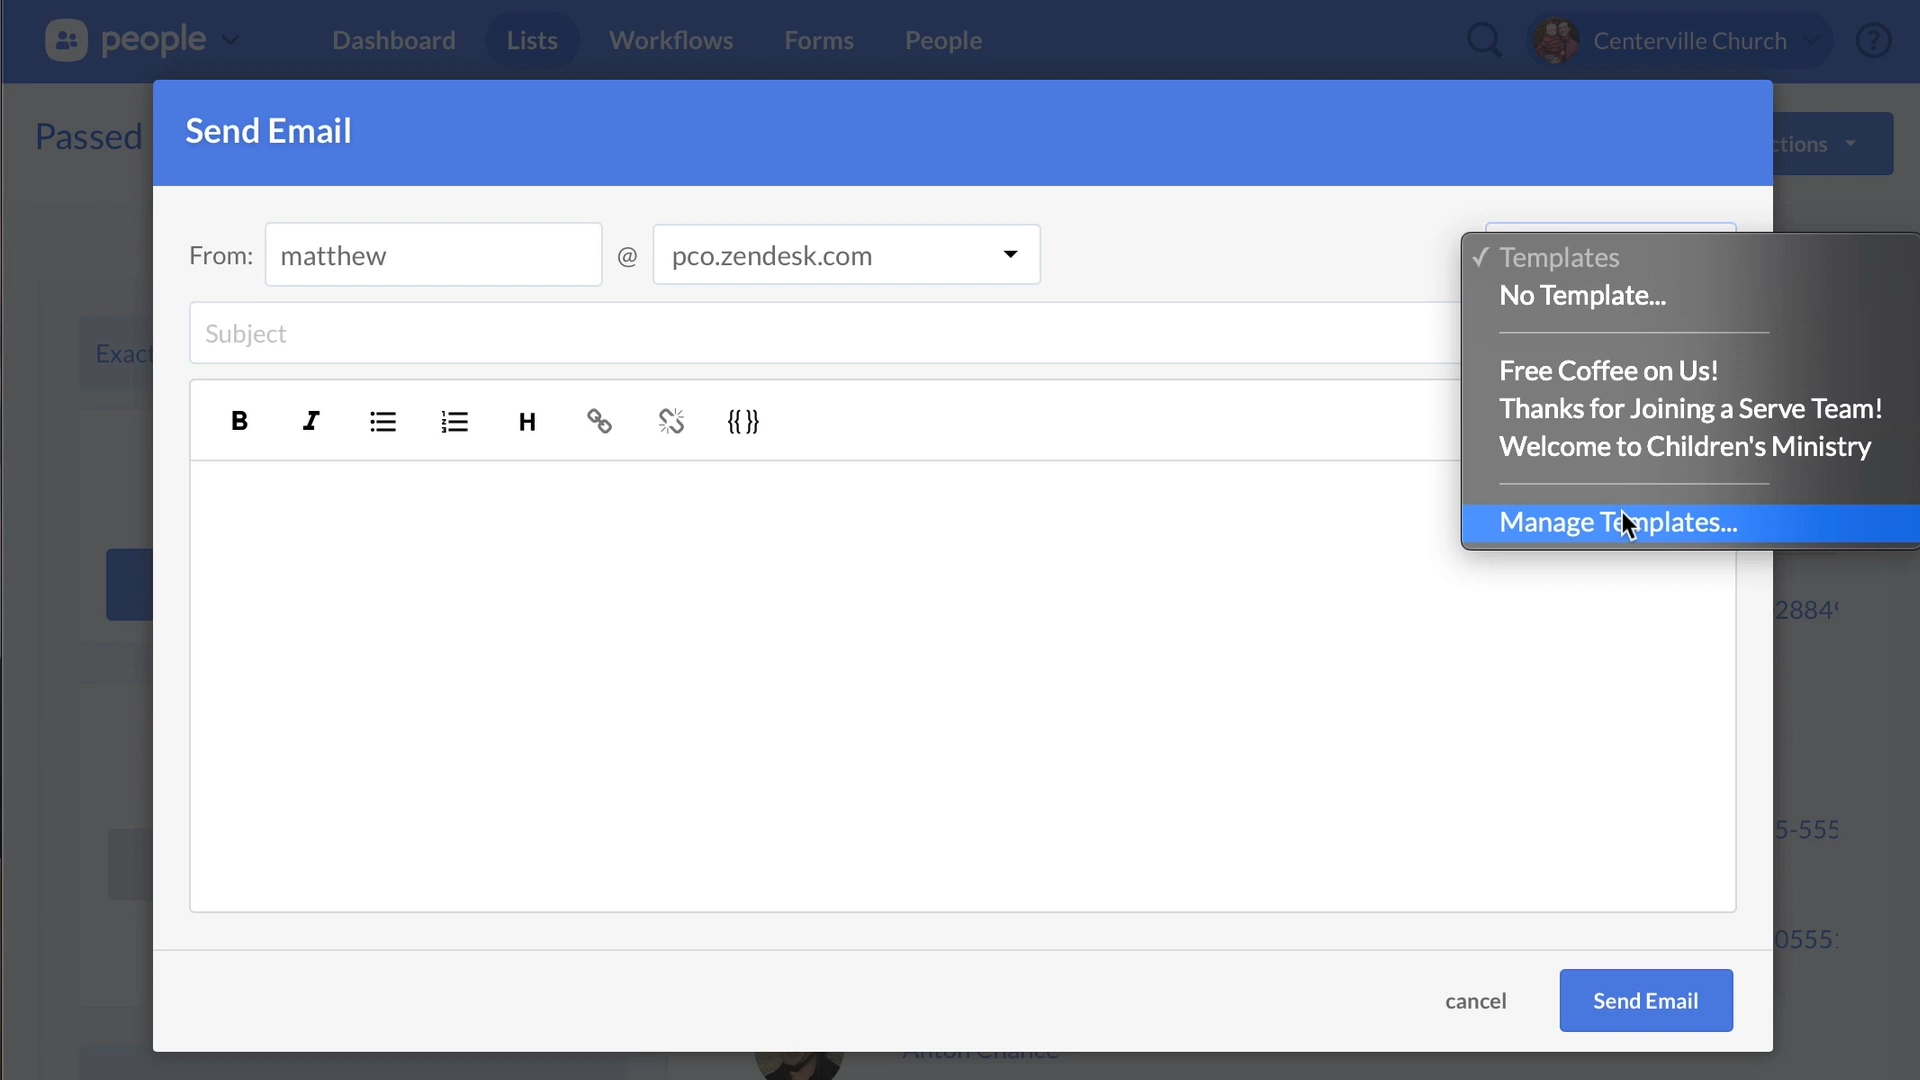 people
Dashboard
Lists
Workflows
Forms
People
Centerville Church
?
Passed
Send Email
From: matthew @ pco.zendesk.com
✓ Templates
No Template...
Subject
Free Coffee on Us!
Thanks for Joining a Serve Team!
Welcome to Children's Ministry
Manage Templates...
B I H {{ }}
cancel
Send Email